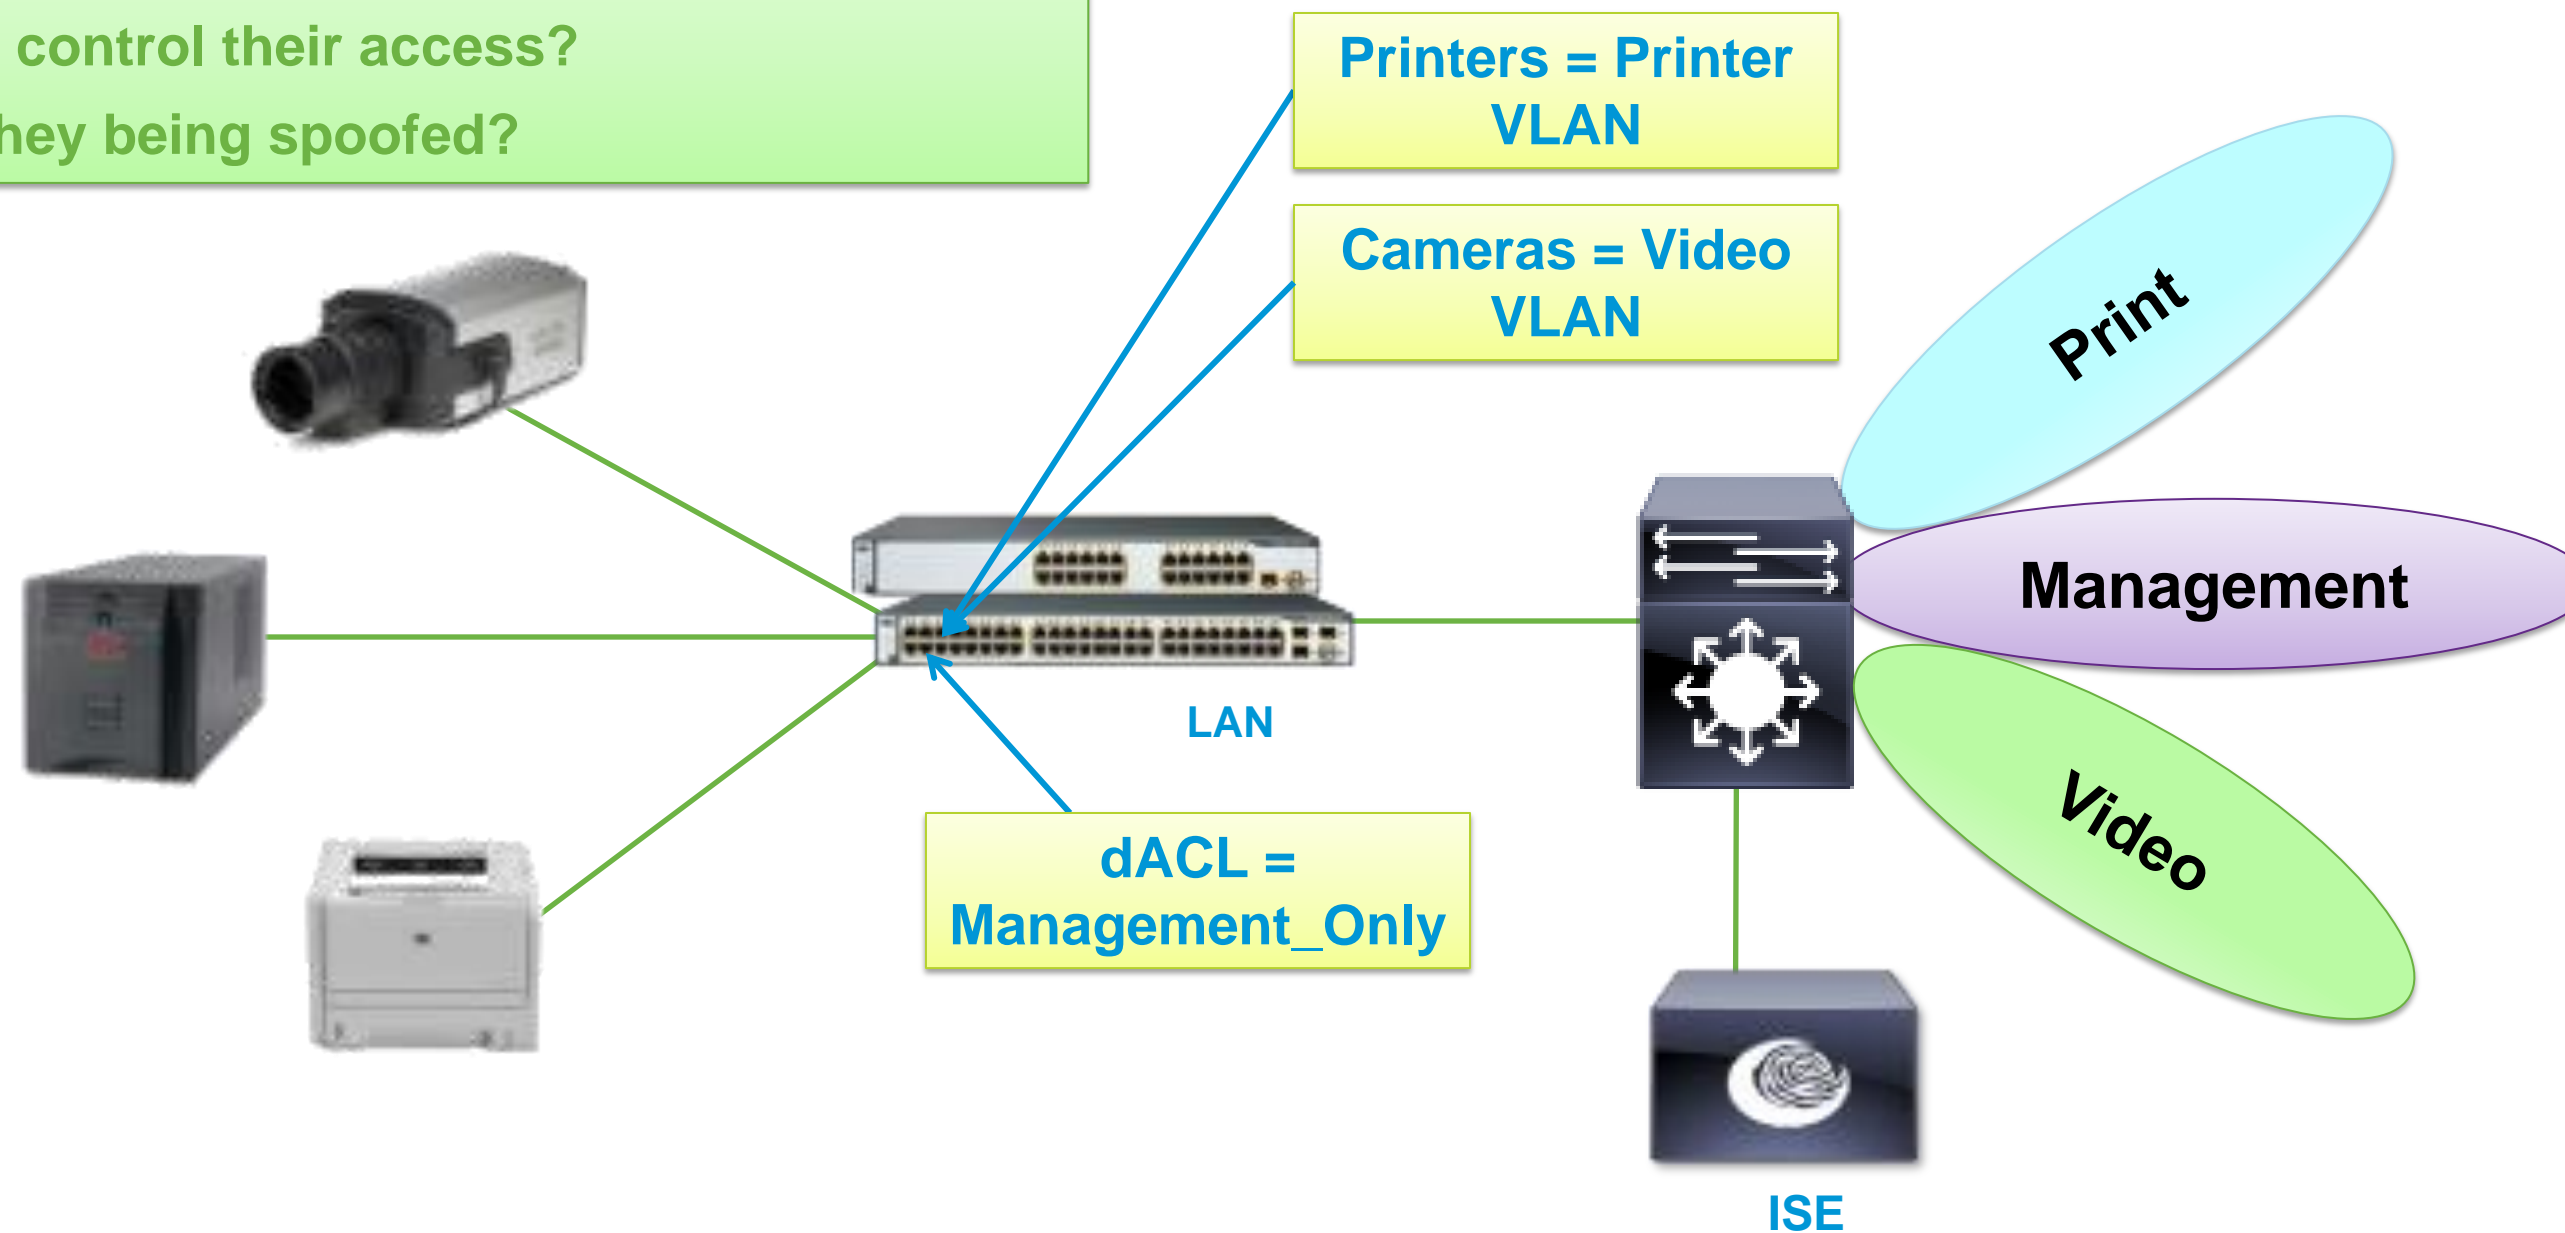 control their access?
hey being spoofed?
Printers = Printer
VLAN
Cameras = Video
VLAN
Print
Management
Video
LAN
dACL =
Management_Only
ISE